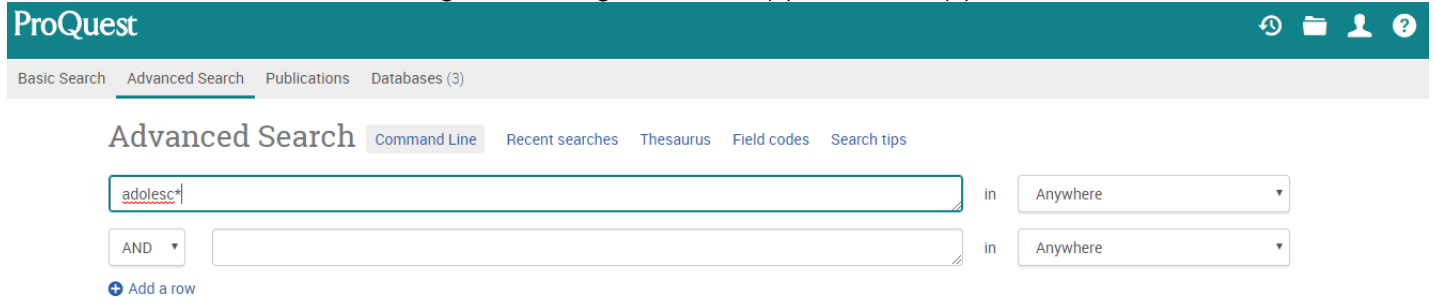 ProQuest
Basic Search Advanced Search Publications Databases (3)
Advanced Search Command Line Recent searches Thesaurus Field codes Search tips
adolesc* in Anywhere
AND in Anywhere
Add a row